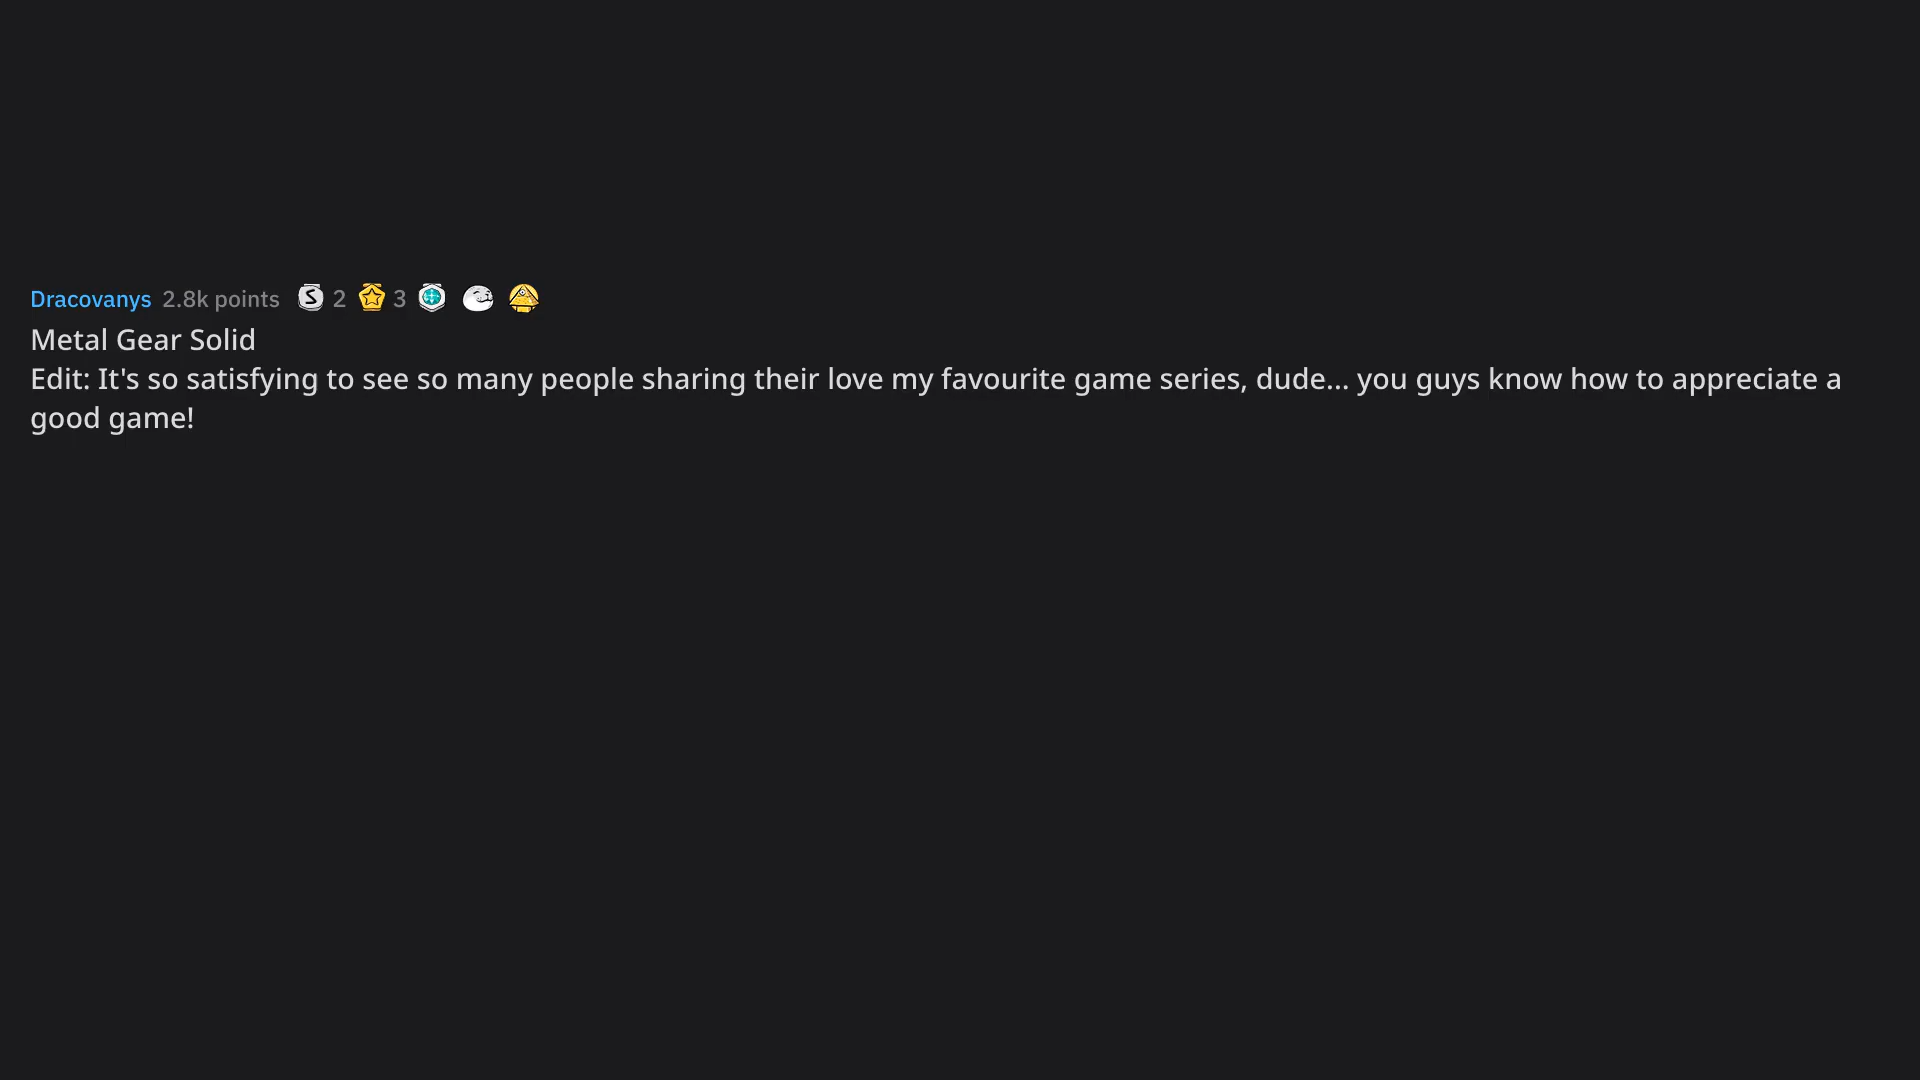 Dracovanys 2.8k points S 2 3
Metal Gear Solid
Edit: It's so satisfying to see so many people sharing their love my favourite game series, dude... you guys know how to appreciate a
good game!